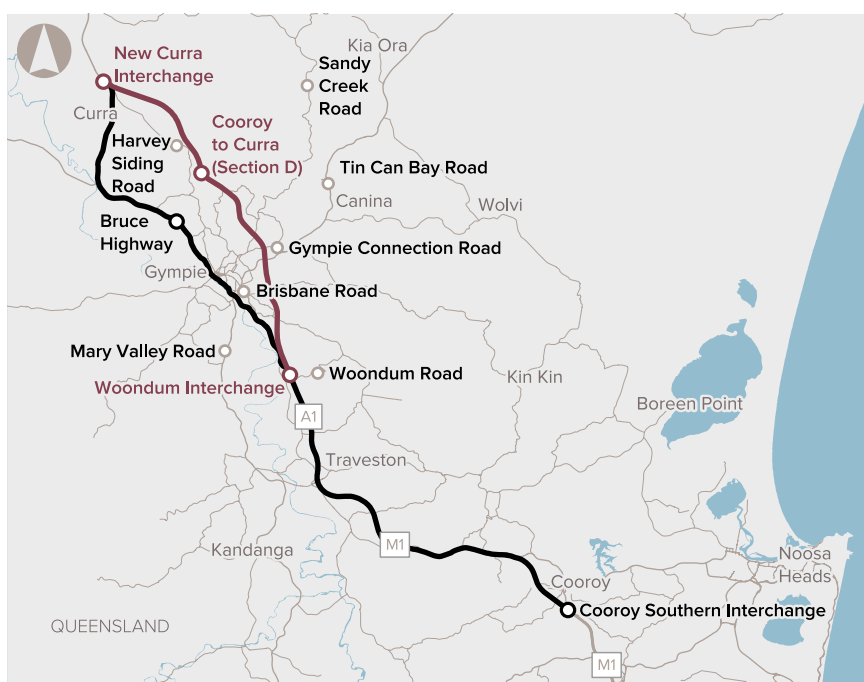 Kia Ora
New Curra
Interchange
Sandy
Creek
Road
Curra
Cooroy
to Curra
(Section D)
Harvey
Siding
Road
Tin Can Bay Road
Canina
Wolvi
Bruce
Highway
Gympie Connection Road
Gympie
Brisbane Road
Mary Valley Road
Woondum Interchange
Woondum Road
Kin Kin
Boreen Point
A1
Traveston
M1
Kandanga
Noosa
Heads
Cooroy
Cooroy Southern Interchange
QUEENSLAND
M1